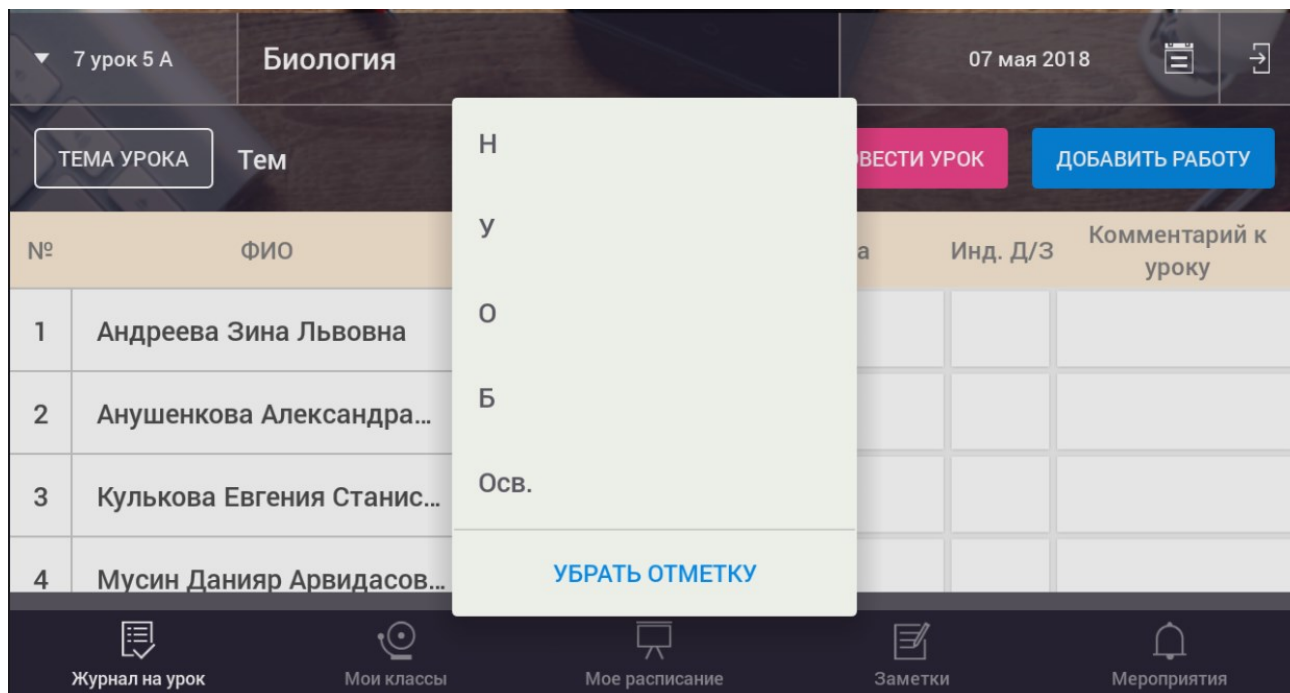 7 урок 5 А
Биология
07 мая 2018
ТЕМА УРОКА
Тем
ОВЕСТИ УРОК
ДОБАВИТЬ РАБОТУ
№
ФИО
а
Инд. Д/З
Комментарий к
уроку
1
Андреева Зина Львовна
2
Анушенкова Александра...
3
Кулькова Евгения Станис...
4
Мусин Данияр Арвидасов...
Н
У
О
Б
Осв.
УБРАТЬ ОТМЕТКУ
Журнал на урок
Мои классы
Мое расписание
Заметки
Мероприятия